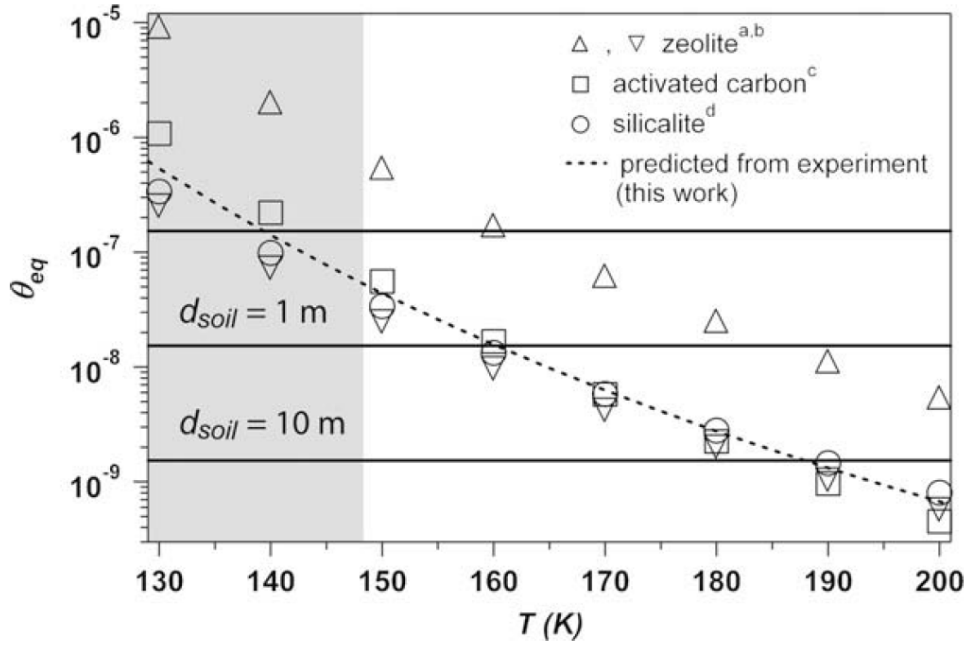 10⁻⁵
10⁻⁶
10⁻⁷
10⁻⁸
10⁻⁹
θeq
, zeolite a,b
activated carbon c
silicalite d
predicted from experiment
(this work)
dsoil = 1 m
dsoil = 10 m
130 140 150 160 170 180 190 200
T (K)